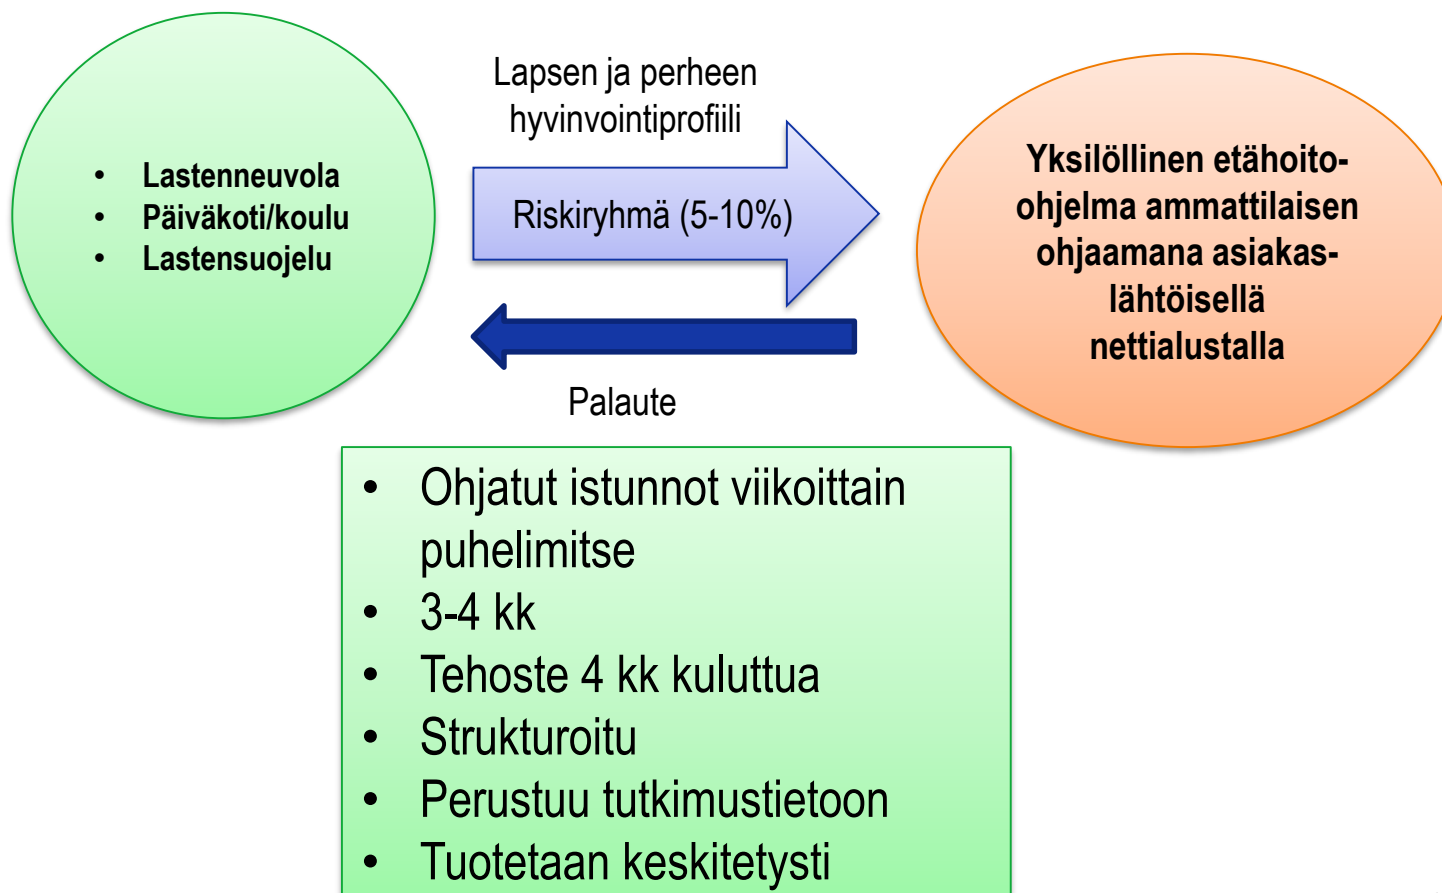 • Lastenneuvola
• Päiväkoti/koulu
• Lastensuojelu
Lapsen ja perheen
hyvinvointiprofiili
Riskiryhmä (5-10%)
Palaute
Yksilöllinen etähoito-
ohjelma ammattilaisen
ohjaamana asiakas-
lähtöisellä
nettialustalla
• Ohjatut istunnot viikoittain
puhelimitse
• 3-4 kk
• Tehoste 4 kk kuluttua
• Strukturoitu
• Perustuu tutkimustietoon
• Tuotetaan keskitetysti